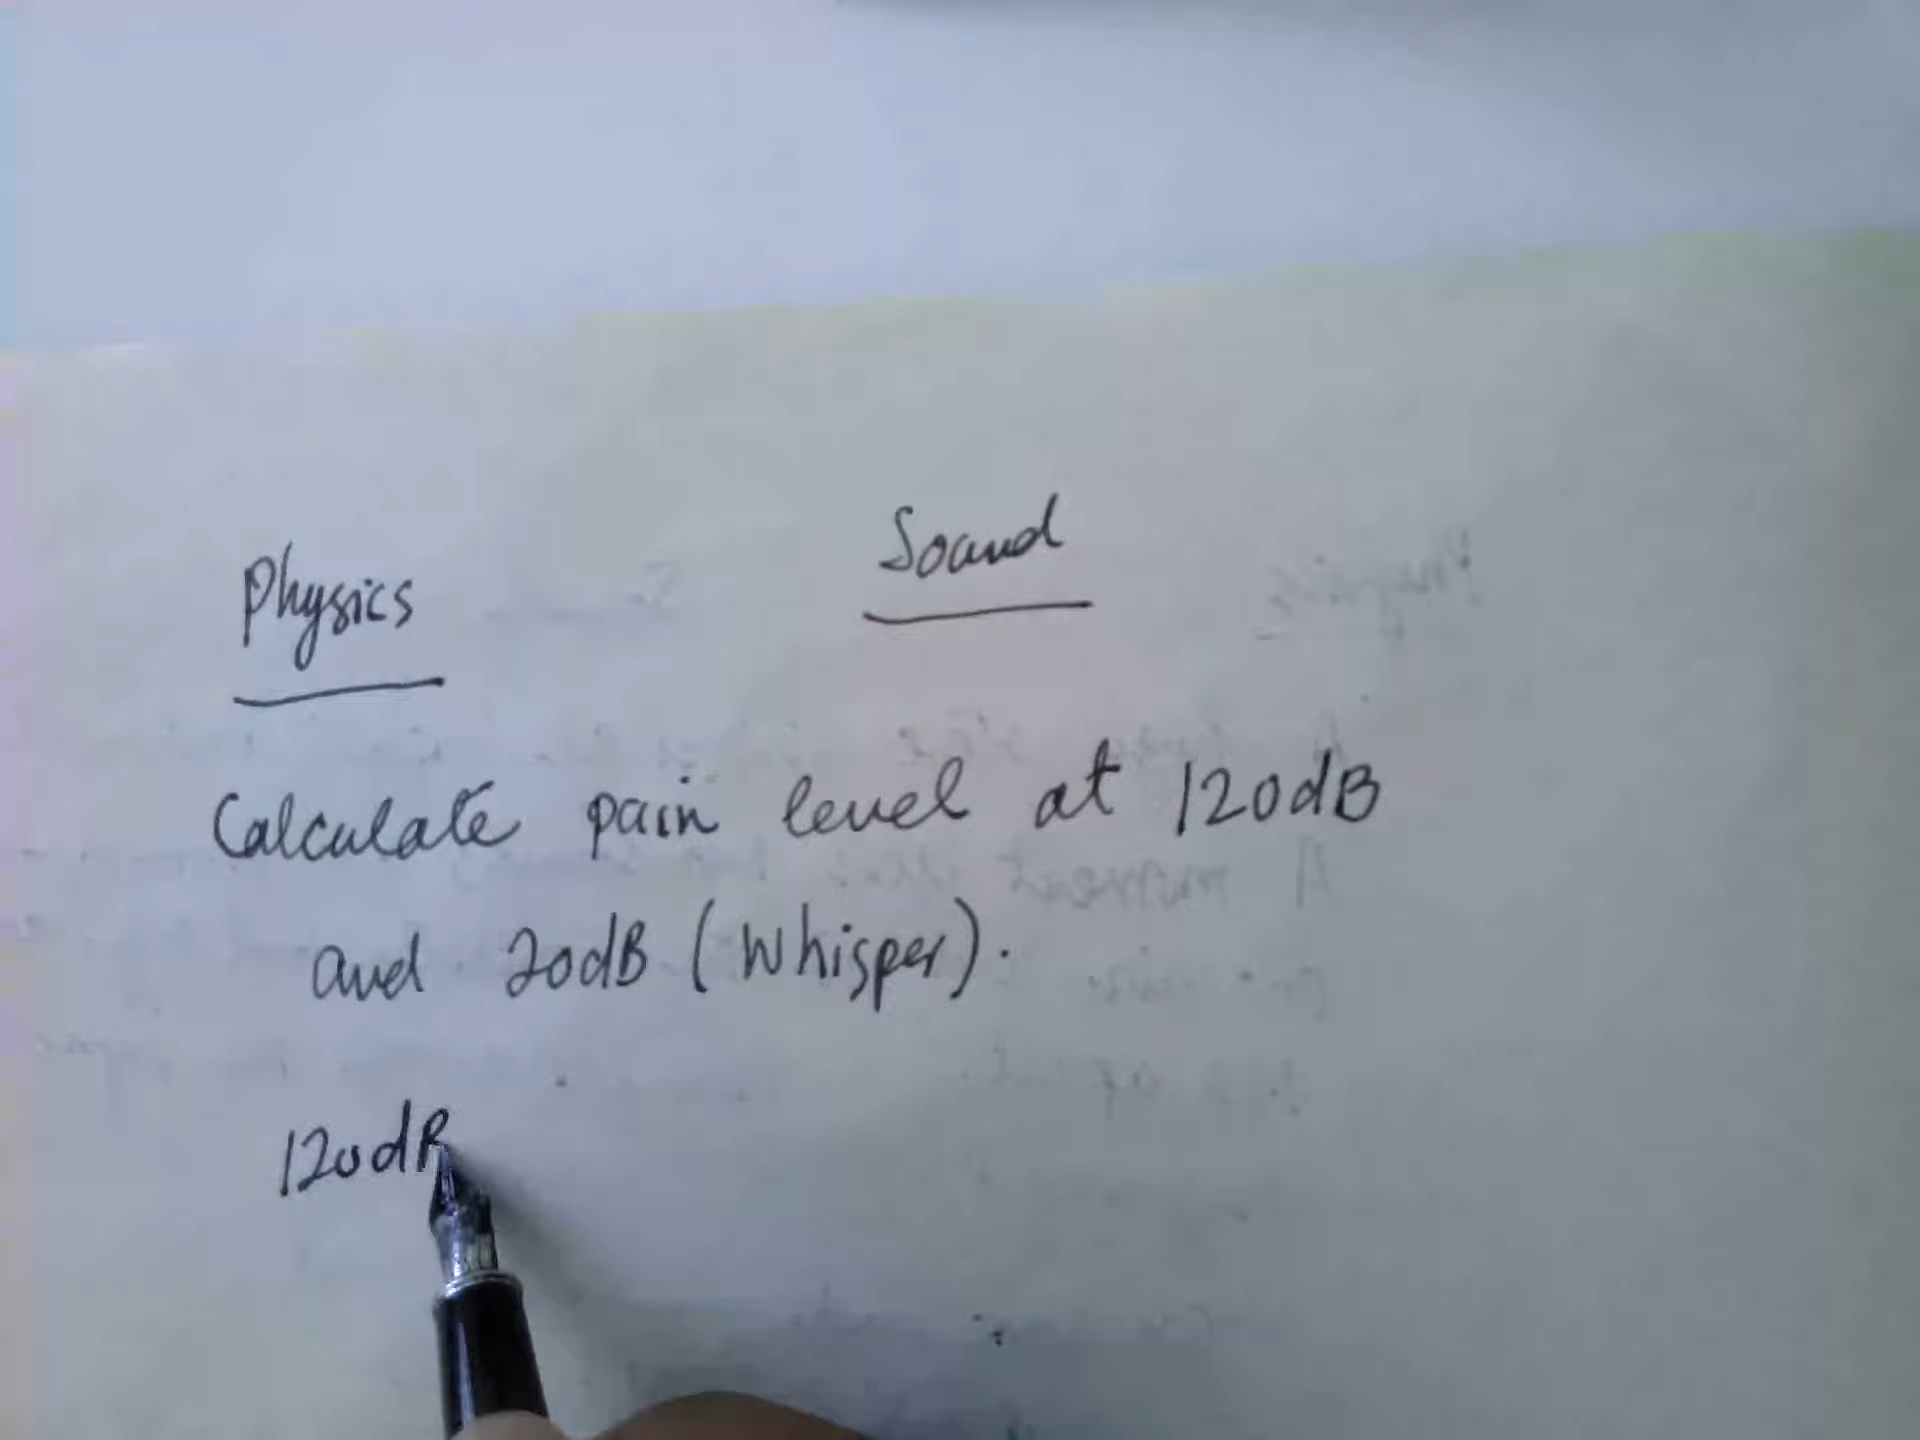 Physics
Sound
Calculate pain level at 120dB
and 20dB (Whisper).
120dB